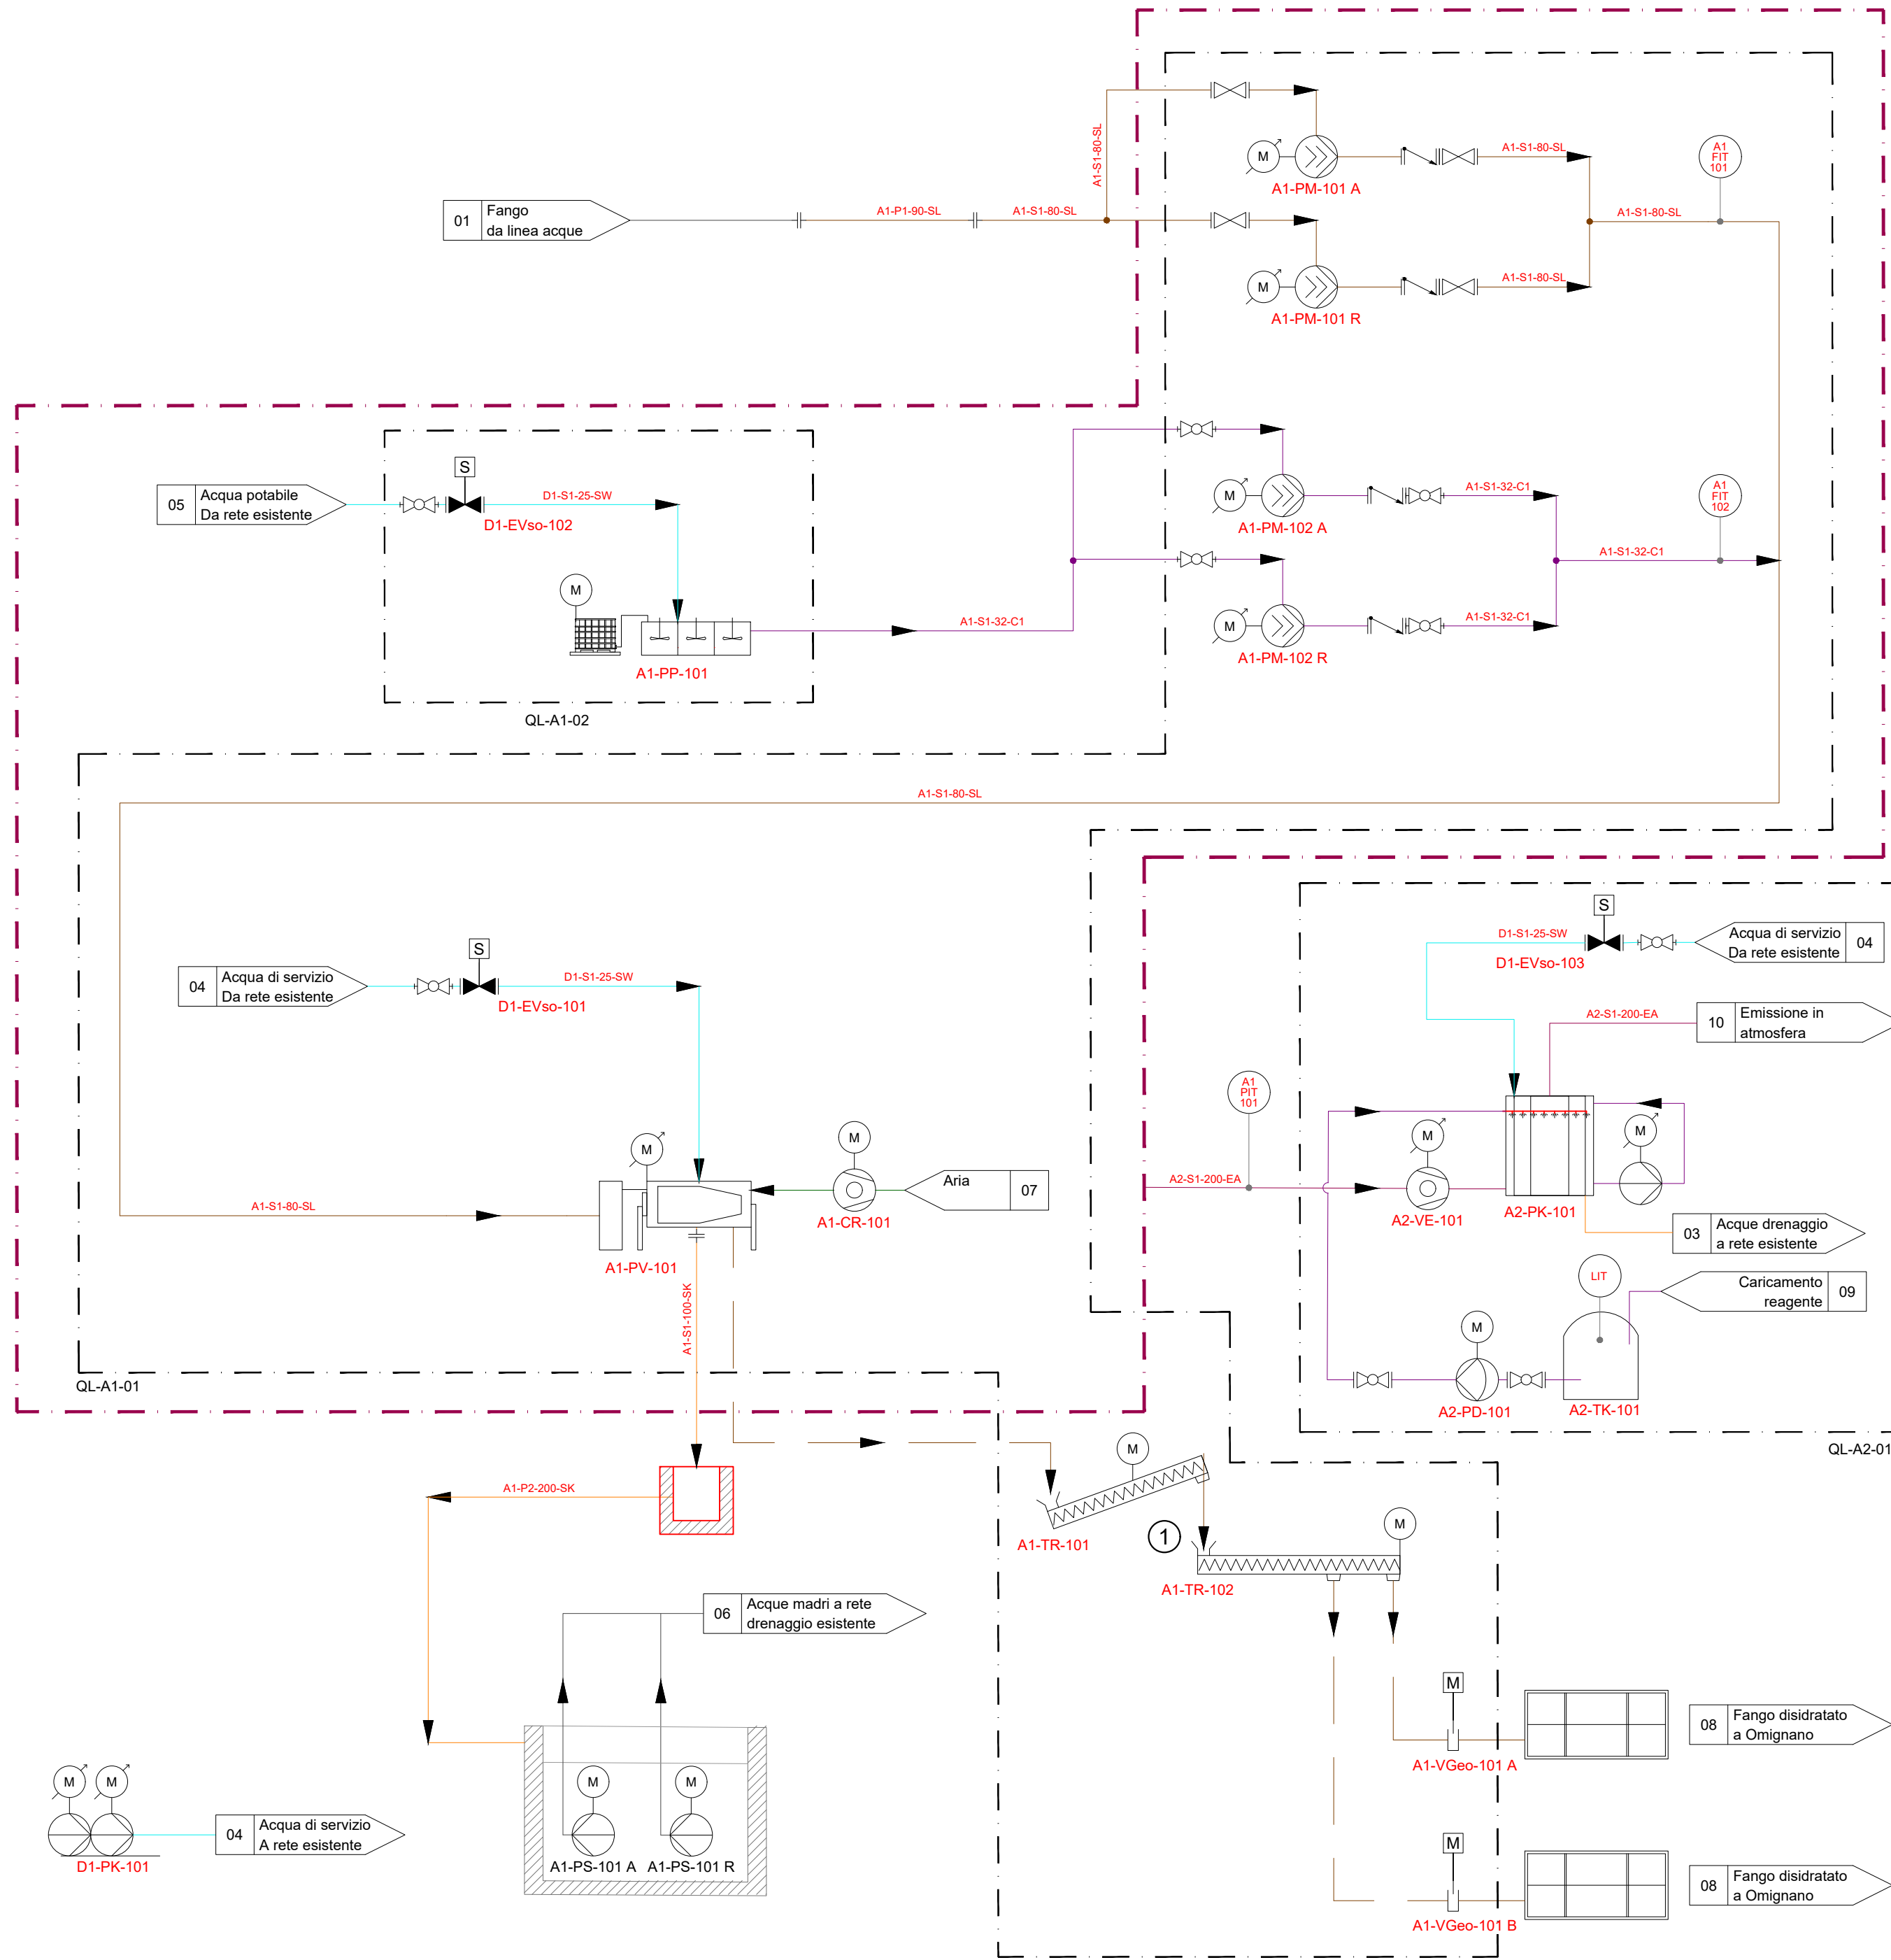 A1-S1-80-SL
M
A1-PM-101 A
A1-S1-80-SL
A1
FIT
101
01
Fango
da linea acque
A1-P1-90-SL
A1-S1-80-SL
A1-S1-80-SL
M
A1-PM-101 R
A1-S1-80-SL
05
Acqua potabile
Da rete esistente
S
D1-EVso-102
D1-S1-25-SW
M
A1-PP-101
A1-S1-32-C1
QL-A1-02
M
A1-PM-102 A
A1-S1-32-C1
A1
FIT
102
A1-S1-32-C1
M
A1-PM-102 R
A1-S1-32-C1
A1-S1-80-SL
04
Acqua di servizio
Da rete esistente
S
D1-EVso-101
D1-S1-25-SW
S
D1-S1-25-SW
D1-EVso-103
Acqua di servizio
Da rete esistente
04
A2-S1-200-EA
10
Emissione in
atmosfera
A1-S1-80-SL
M
A1-PV-101
M
A1-CR-101
Aria
07
A1
PIT
101
A2-S1-200-EA
M
A2-VE-101
A2-PK-101
M
03
Acque drenaggio
a rete esistente
LIT
Caricamento
reagente
09
M
A2-PD-101
A2-TK-101
QL-A2-01
A1-S1-100-SK
QL-A1-01
A1-P2-200-SK
M
A1-TR-101
1
M
A1-TR-102
06
Acque madri a rete
drenaggio esistente
M
A1-VGeo-101 A
08
Fango disidratato
a Omignano
M
M
D1-PK-101
04
Acqua di servizio
A rete esistente
M
M
A1-PS-101 A
A1-PS-101 R
M
A1-VGeo-101 B
08
Fango disidratato
a Omignano